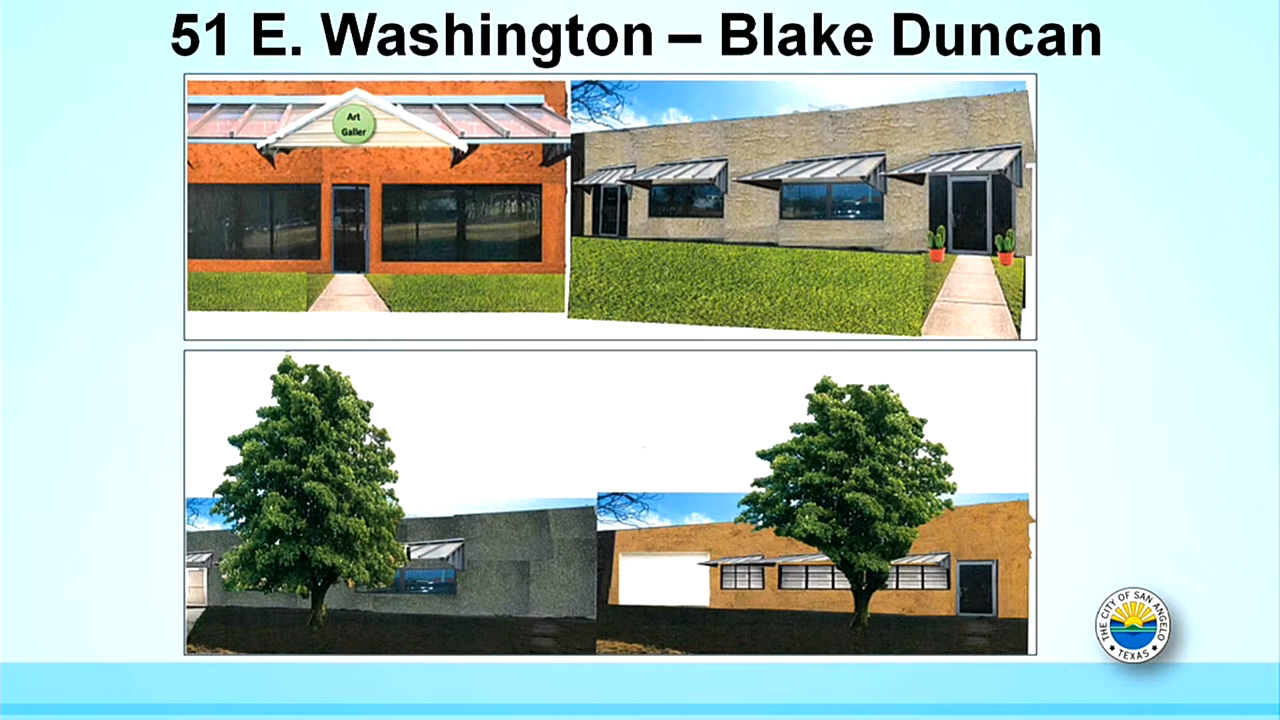 51 E. Washington – Blake Duncan
Art
Galler
THE CITY OF SAN ANGELO
TEXAS